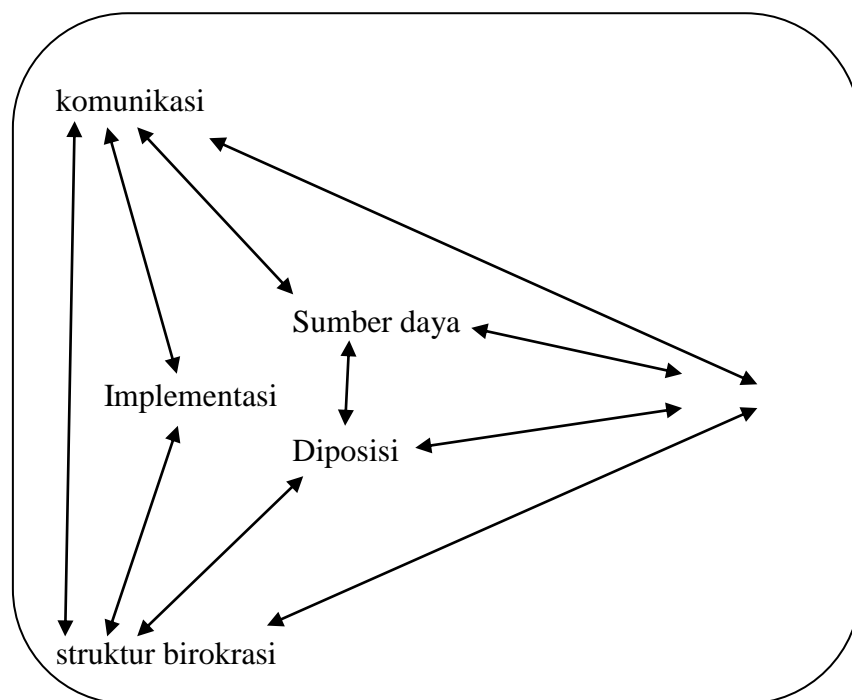 komunikasi
Sumber daya
Implementasi
Diposisi
struktur birokrasi